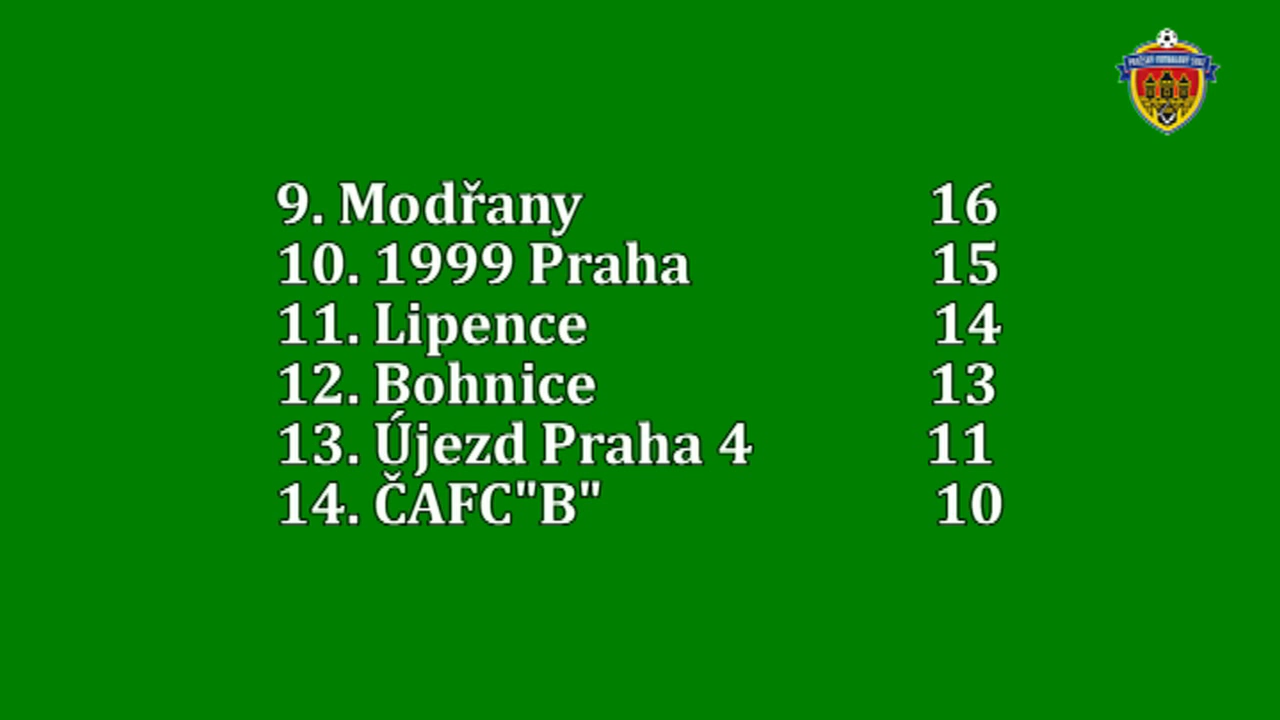 9. Modřany 16
10. 1999 Praha 15
11. Lipence 14
12. Bohnice 13
13. Újezd Praha 4 11
14. ČAFC"B" 10